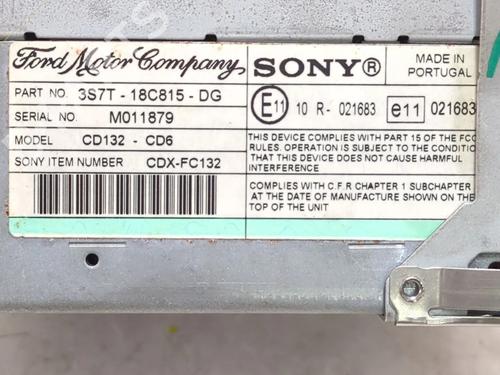 Ford Motor Company SONY® MADE IN PORTUGAL
PART NO. 3S7T - 18C815 - DG
E11 10 R - 021683 e11 021683
SERIAL NO. M011879
MODEL CD132 - CD6
SONY ITEM NUMBER CDX-FC132
THIS DEVICE COMPLIES WITH PART 15 OF THE FCC
RULES. OPERATION IS SUBJECT TO THE CONDITION
THIS DEVICE DOES NOT CAUSE HARMFUL
INTERFERENCE
COMPLIES WITH C.F.R CHAPTER 1 SUBCHAPTER
AT THE DATE OF MANUFACTURE SHOWN ON THE
TOP OF THE UNIT